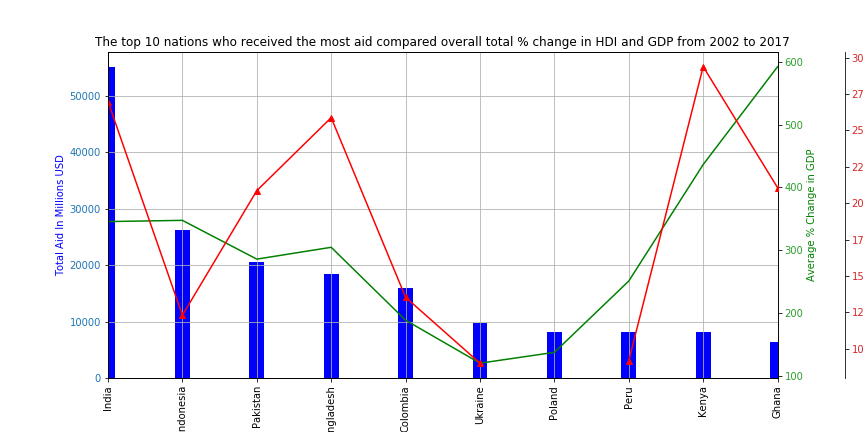 The top 10 nations who received the most aid compared overall total % change in HDI and GDP from 2002 to 2017
Total Aid In Millions USD
50000
40000
30000
20000
10000
0
600
500
400
300
200
100
Average % Change in GDP
30
27
25
22
20
17
15
12
10
India
ndonesia
Pakistan
ngladesh
Colombia
Ukraine
Poland
Peru
Kenya
Ghana